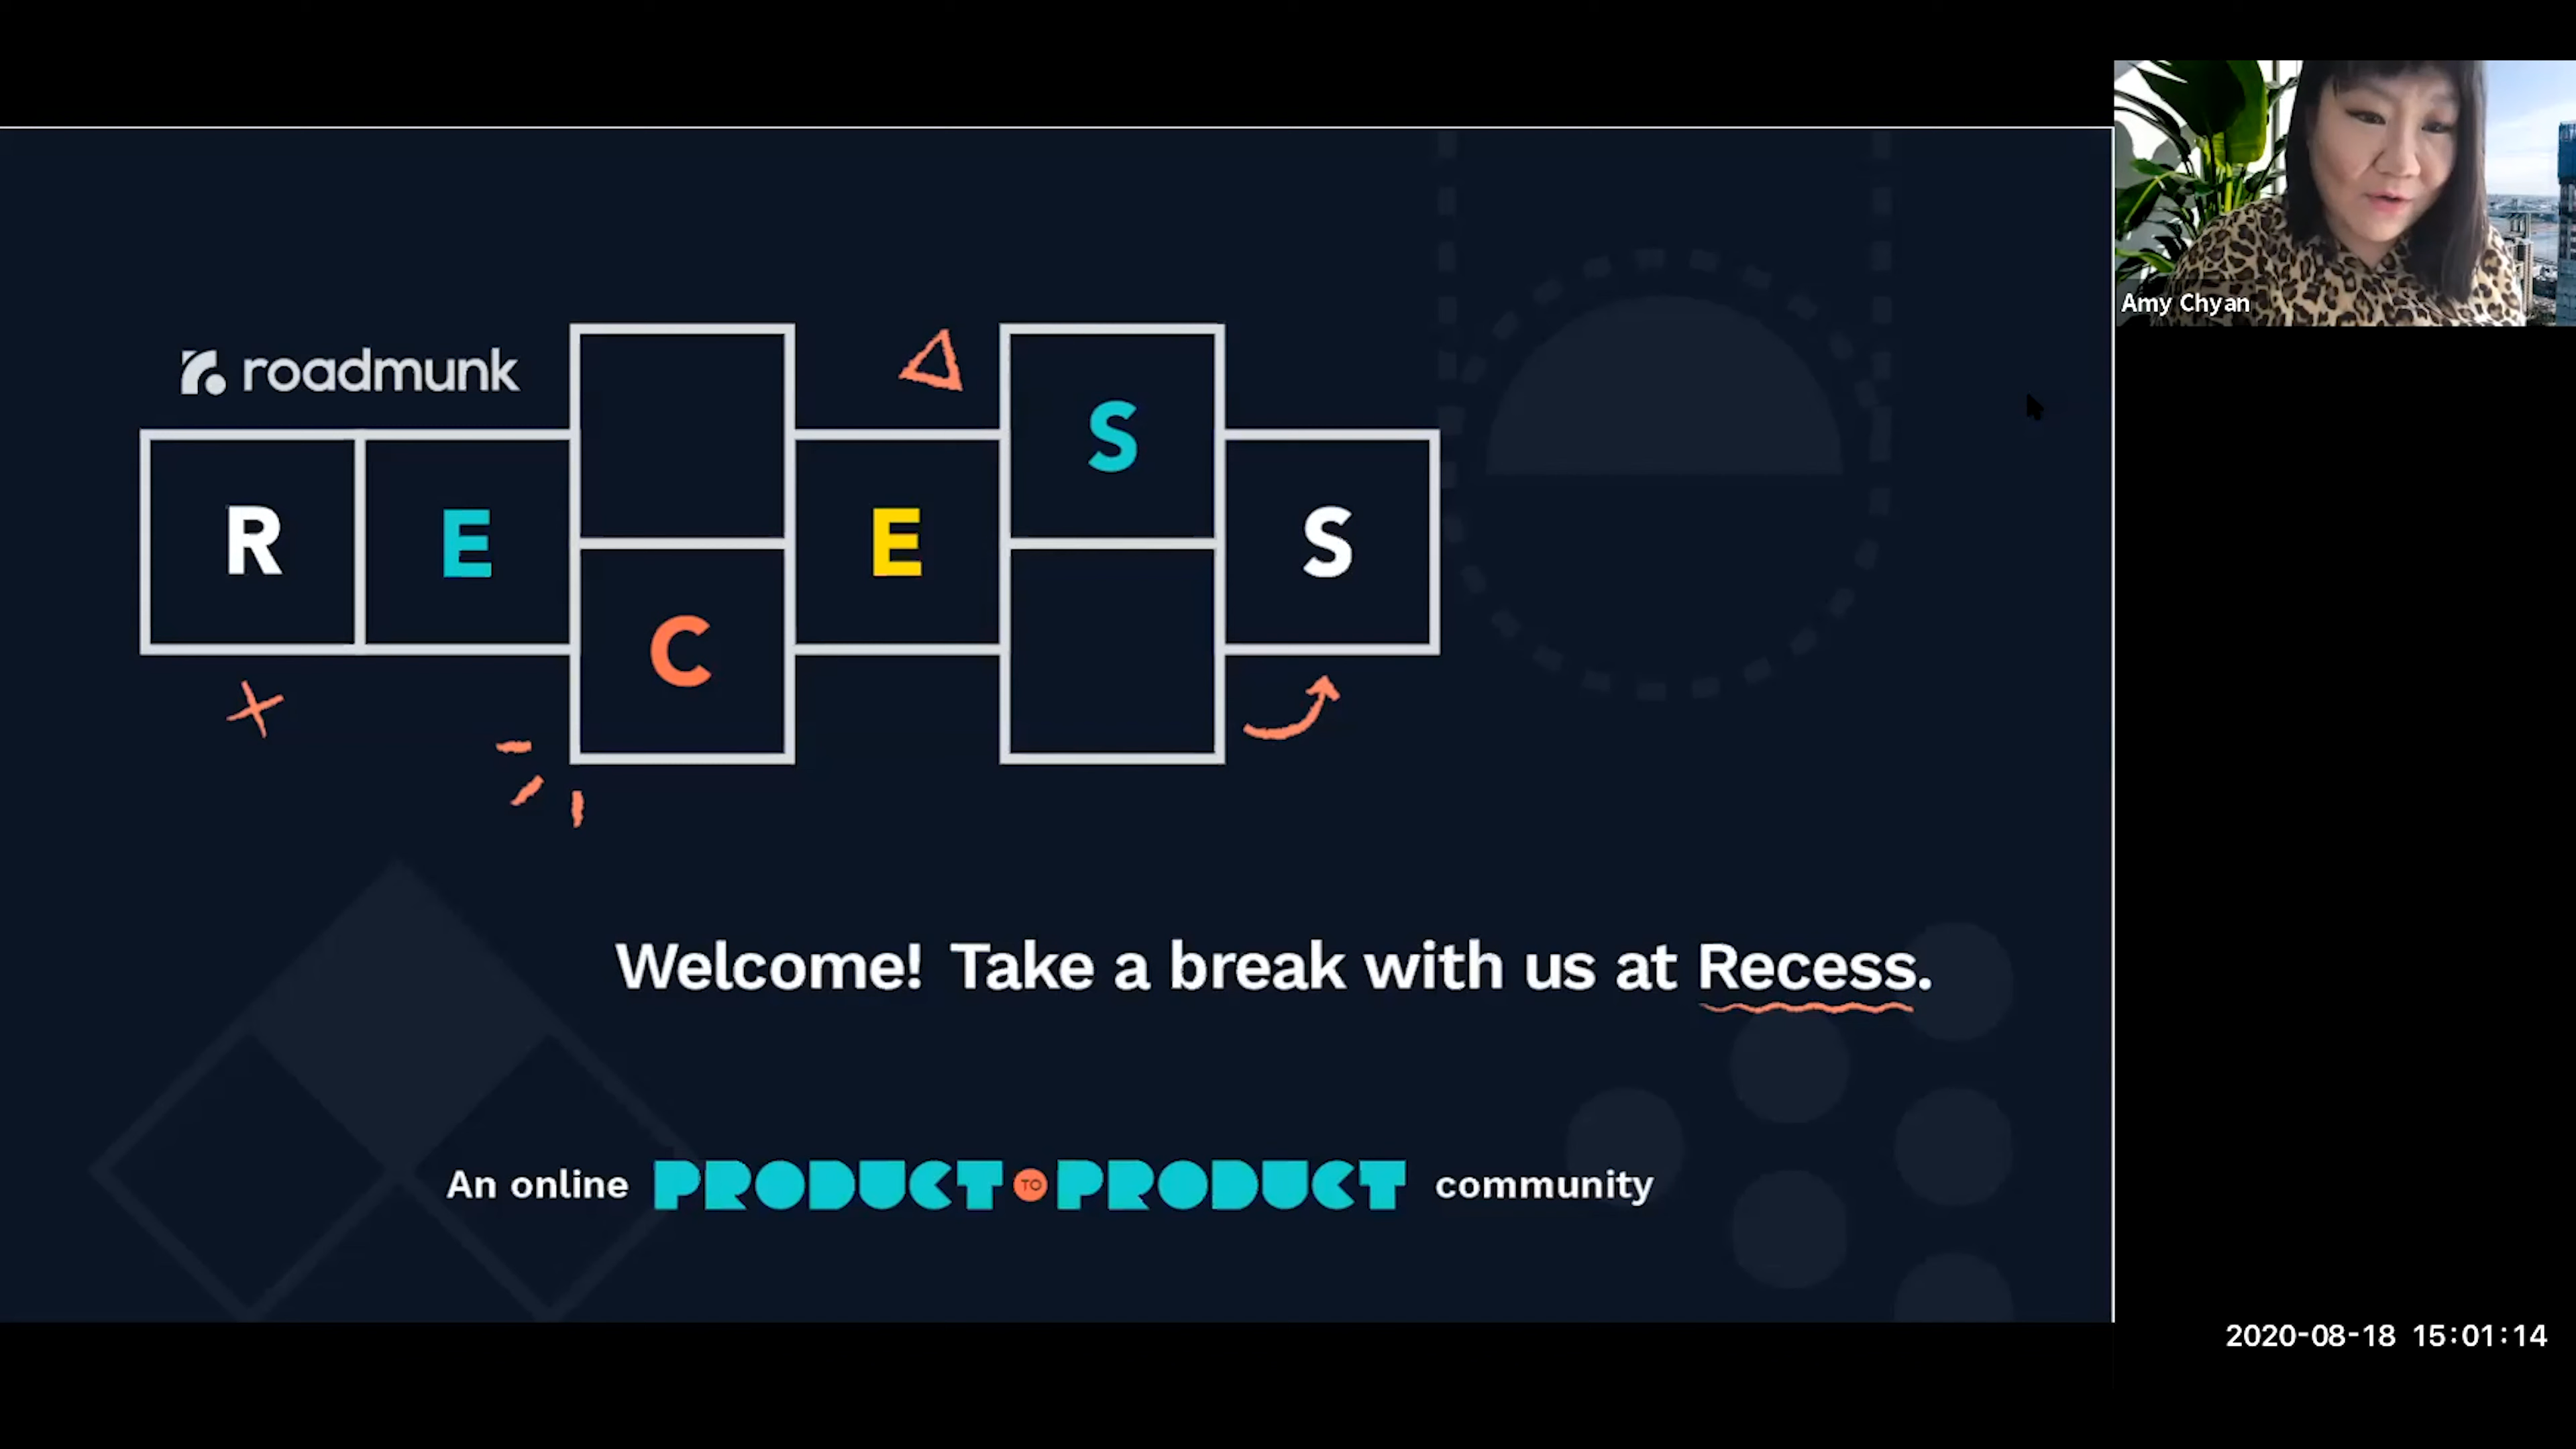 roadmunk
R E C E S S
Welcome! Take a break with us at Recess.
An online PRODUCT TO PRODUCT community
Amy Chyan
2020-08-18 15:01:14